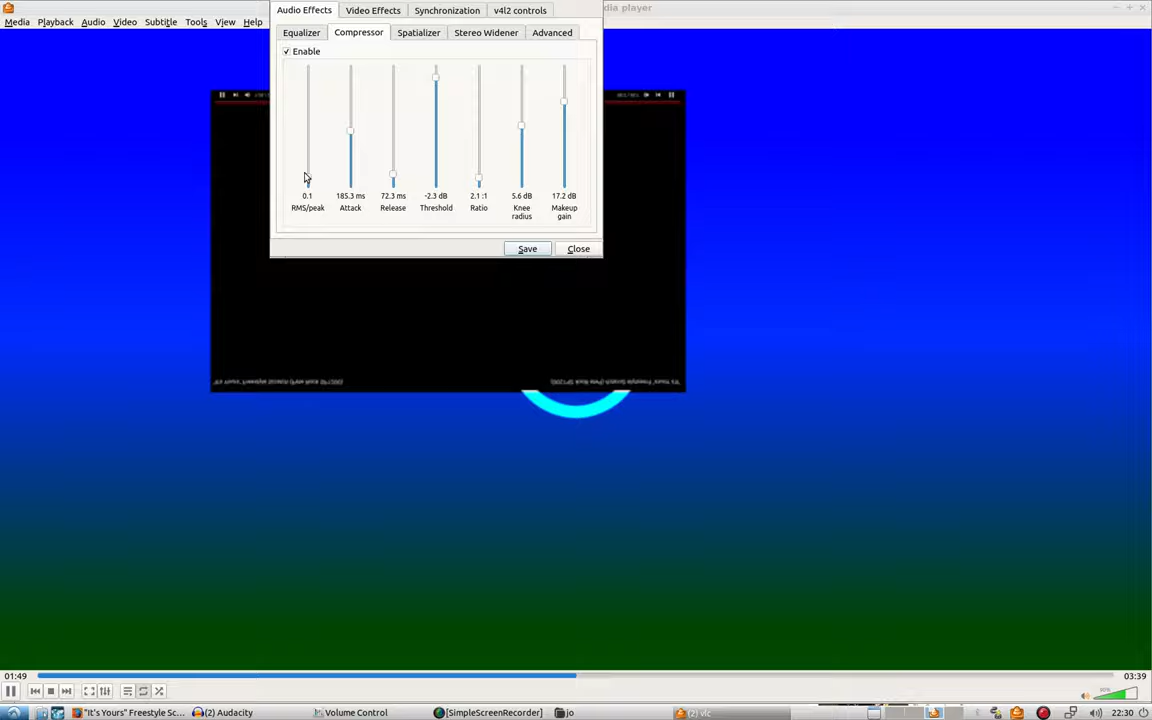 Audio Effects Video Effects Synchronization v4l2 controls
dia player
Media Playback Audio Video Subtitle Tools View Help
Equalizer Compressor Spatializer Stereo Widener Advanced
Enable
0.1 185.3 ms 72.3 ms -2.3 dB 2.1 :1 5.6 dB 17.2 dB
RMS/peak Attack Release Threshold Ratio Knee radius Makeup gain
Save Close
01:49 03:39
"It's Yours" Freestyle Sc... (2) Audacity Volume Control [SimpleScreenRecorder] jo (2) vlc 22:30